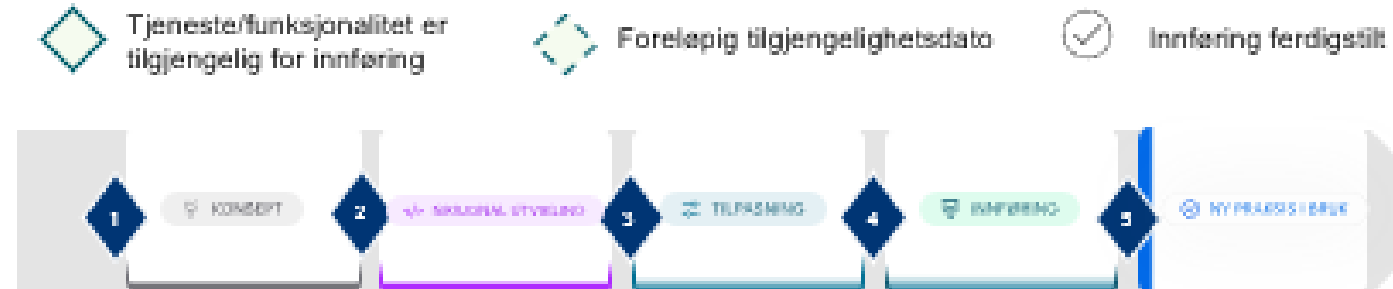 Tjeneste/funksjonalitet er
tilgjengelig for innføring
Foreløpig tilgjengelighetsdato
Innføring ferdigstilt
1
KONSEPT
2
NASJONAL UTVIKLING
3
TILPASNING
4
INNFØRING
5
NY PRAKSIS I BRUK